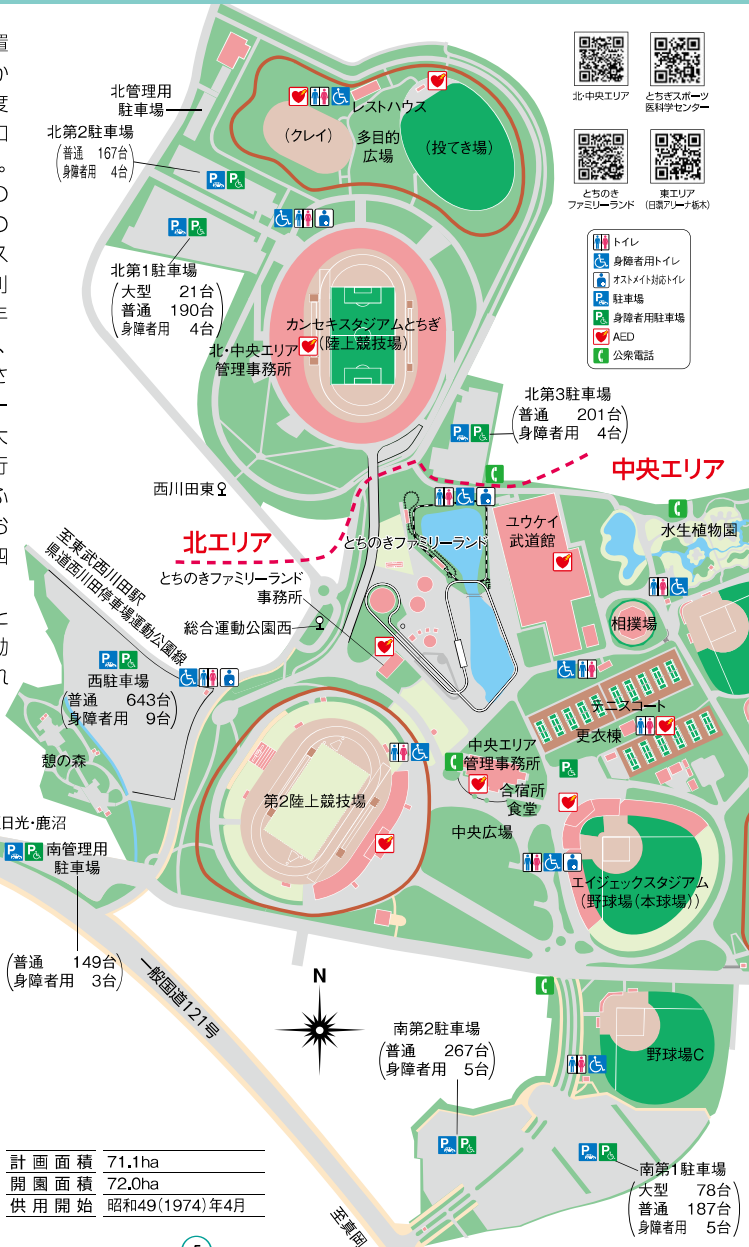 置
か
度
口
。
の
の
ス
利
年
、
さ
ー
大
行
ふ
お
四
と
動
れ
北・中央エリア
とちぎスポーツ
医科学センター
とちのき
ファミリーランド
東エリア
(日環アリーナ栃木)
トイレ
身障者用トイレ
オストメイト対応トイレ
P 駐車場
P 身障者用駐車場
AED
公衆電話
北管理用
駐車場
北第2駐車場
(普通 167台
身障者用 4台)
レストハウス
(クレイ)
多目的
広場
(投てき場)
北第1駐車場
(大型 21台
普通 190台
身障者用 4台)
カンセキスタジアムとちぎ
(陸上競技場)
北・中央エリア
管理事務所
北第3駐車場
(普通 201台
身障者用 4台)
中央エリア
西川田東
北エリア
とちのきファミリーランド
ユウケイ
武道館
水生植物園
至東武西川田駅
県道西川田停車場運動公園線
とちのきファミリーランド
事務所
総合運動公園西
相撲場
西駐車場
(普通 643台
身障者用 9台)
テニスコート
更衣棟
憩の森
中央エリア
管理事務所
合宿所
食堂
第2陸上競技場
中央広場
日光・鹿沼
南管理用
駐車場
エイジェックスタジアム
(野球場(本球場))
(普通 149台
身障者用 3台)
一般国道121号
N
南第2駐車場
(普通 267台
身障者用 5台)
野球場C
南第1駐車場
(大型 78台
普通 187台
身障者用 5台)
至真岡
計画面積 71.1ha
開園面積 72.0ha
供用開始 昭和49(1974)年4月
5